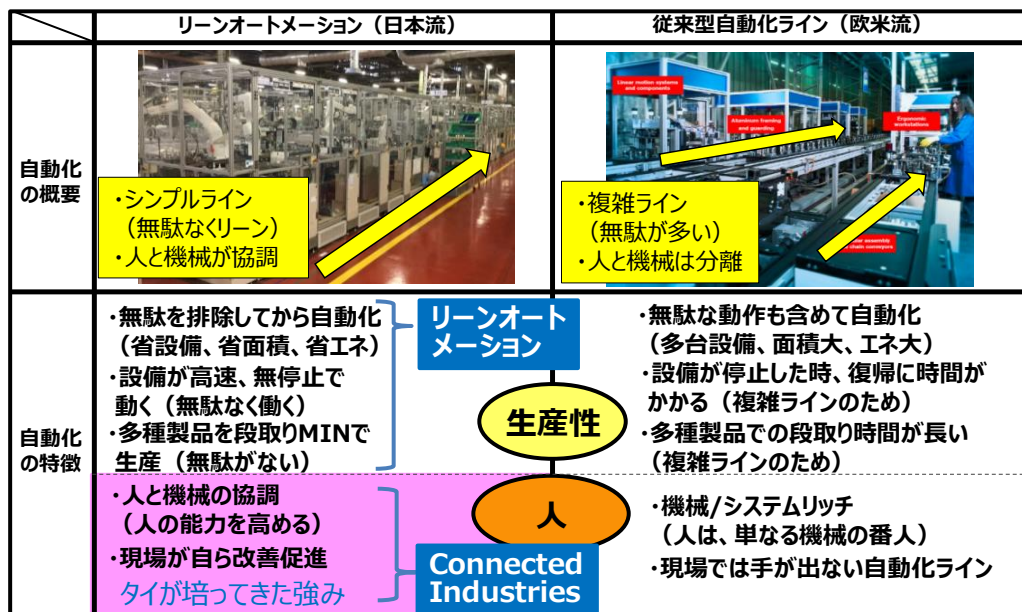 リーンオートメーション（日本流）
従来型自動化ライン（欧米流）
自動化
の概要
・シンプルライン
（無駄なくリーン）
・人と機械が協調
Linear motion systems
and components
Aluminum framing
and guarding
Ergonomic
workstations
assembly
chain conveyors
・複雑ライン
（無駄が多い）
・人と機械は分離
自動化
の特徴
・無駄を排除してから自動化
（省設備、省面積、省エネ）
・設備が高速、無停止で
動く（無駄なく働く）
・多種製品を段取りMINで
生産（無駄がない）
リーンオート
メーション
生産性
・無駄な動作も含めて自動化
（多台設備、面積大、エネ大）
・設備が停止した時、復帰に時間が
かかる（複雑ラインのため）
・多種製品での段取り時間が長い
（複雑ラインのため）
・人と機械の協調
（人の能力を高める）
・現場が自ら改善促進
タイが培ってきた強み
人
Connected
Industries
・機械/システムリッチ
（人は、単なる機械の番人）
・現場では手が出ない自動化ライン